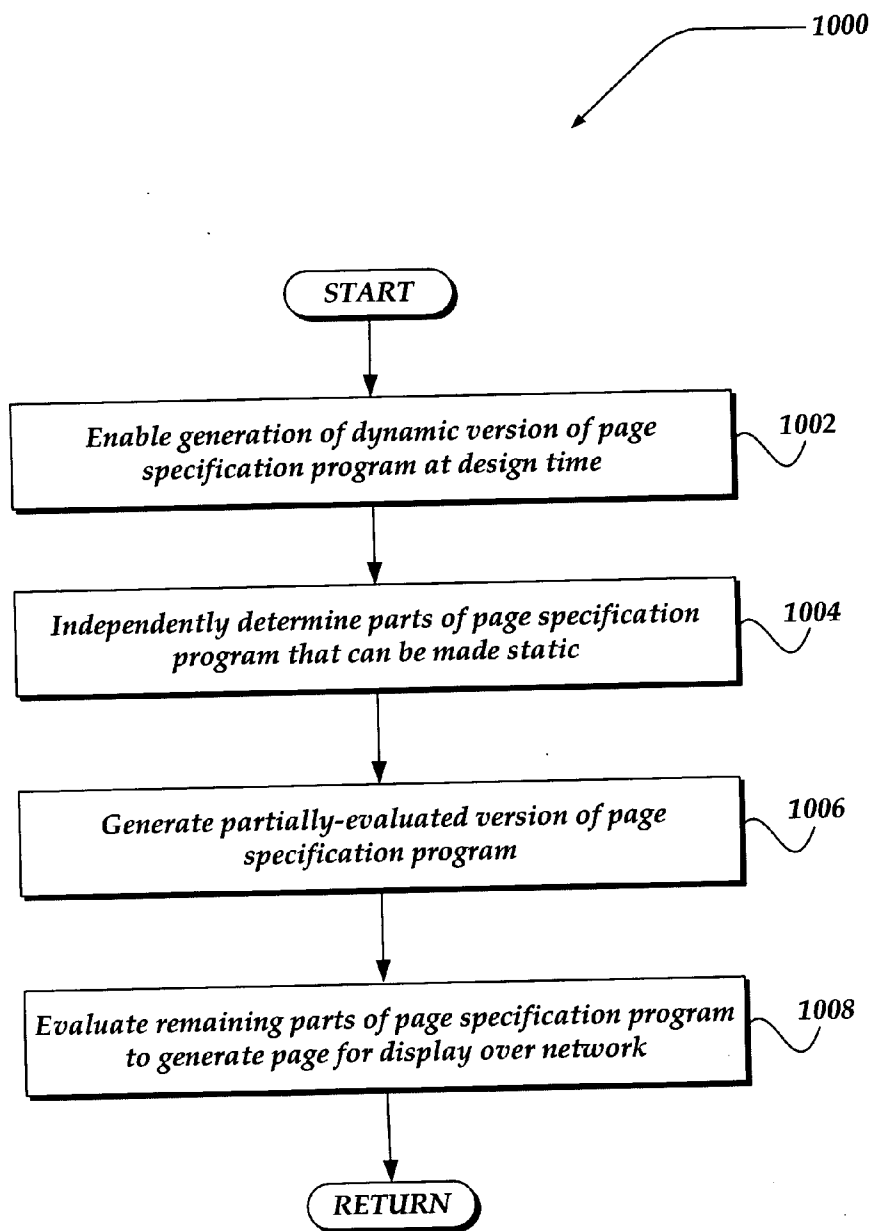 1000
START
Enable generation of dynamic version of page
specification program at design time
1002
Independently determine parts of page specification
program that can be made static
1004
Generate partially-evaluated version of page
specification program
1006
Evaluate remaining parts of page specification program
to generate page for display over network
1008
RETURN